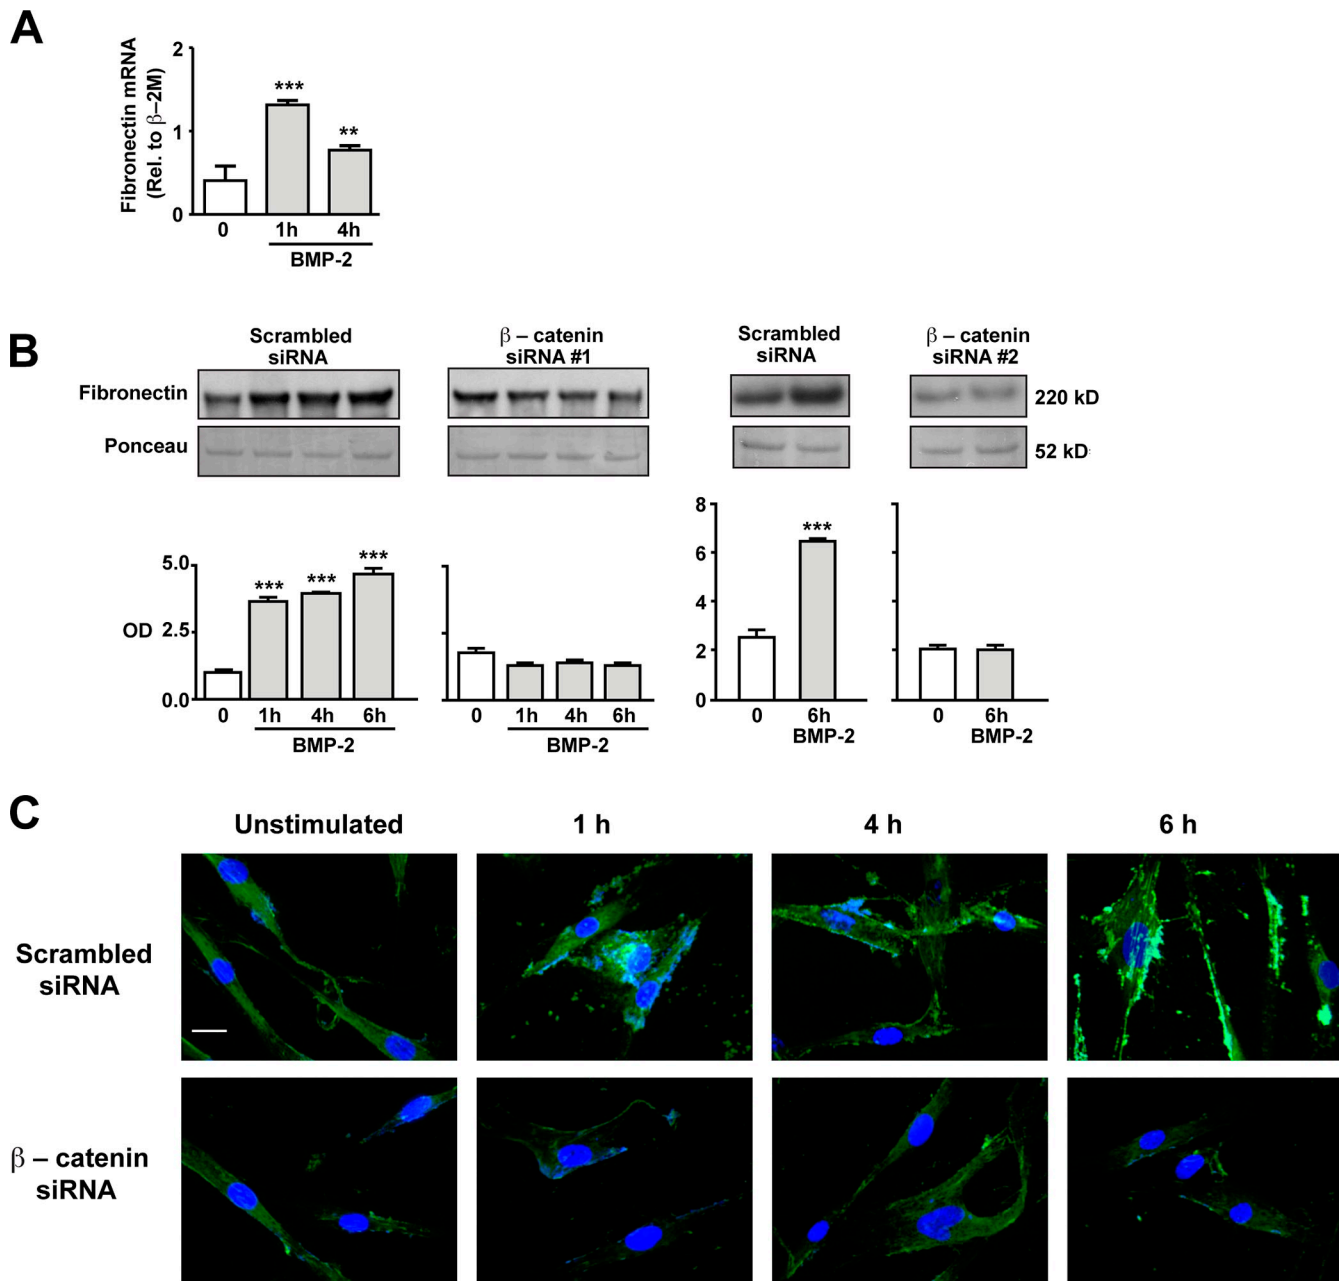 A
Fibronectin mRNA
(Rel. to β–2M)
2
1
0
***
**
0
1h
4h
BMP-2
B
Scrambled
siRNA
β – catenin
siRNA #1
Scrambled
siRNA
β – catenin
siRNA #2
Fibronectin
220 kD
Ponceau
52 kD
OD
5.0
2.5
0.0
***
***
***
0
1h
4h
6h
BMP-2
0
1h
4h
6h
BMP-2
8
6
4
2
0
***
0
6h
BMP-2
0
6h
BMP-2
C
Unstimulated
1 h
4 h
6 h
Scrambled
siRNA
β – catenin
siRNA